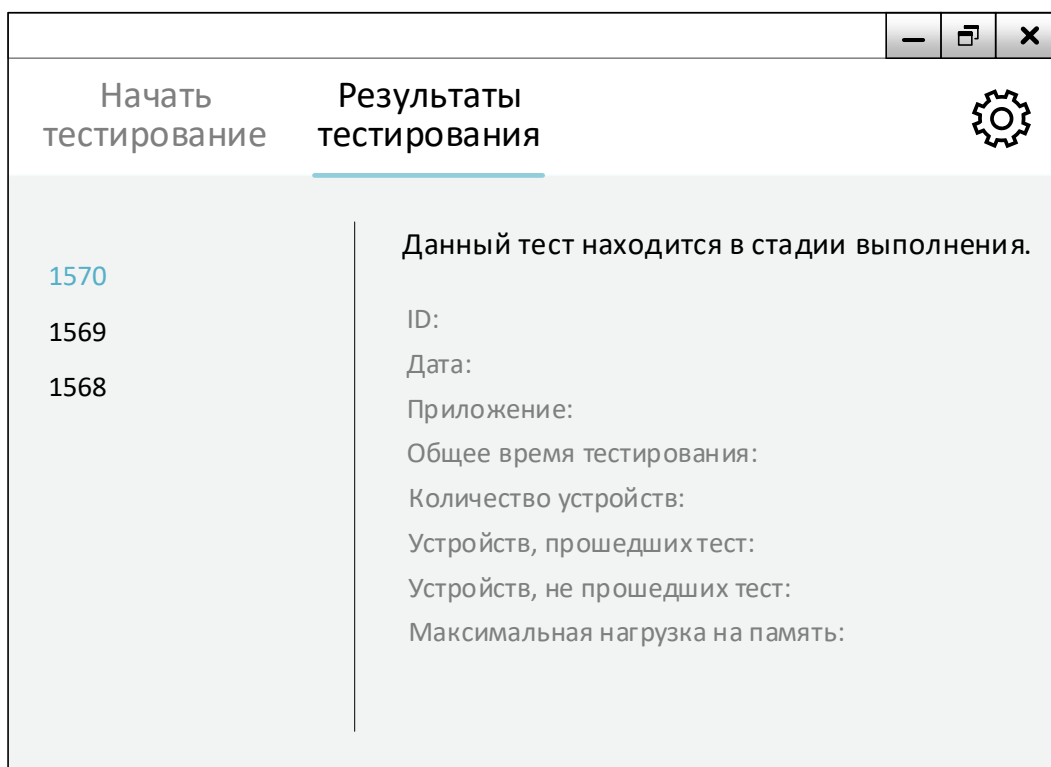 Начать
тестирование
Результаты
тестирования
1570
1569
1568
Данный тест находится в стадии выполнения.
ID:
Дата:
Приложение:
Общее время тестирования:
Количество устройств:
Устройств, прошедших тест:
Устройств, не прошедших тест:
Максимальная нагрузка на память: